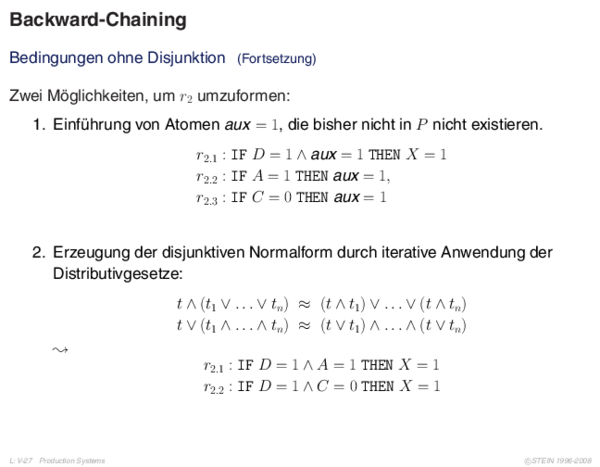 Backward-Chaining
Bedingungen ohne Disjunktion (Fortsetzung)
Zwei Möglichkeiten, um r₂ umzuformen:
1. Einführung von Atomen aux = 1, die bisher nicht in P nicht existieren.
r₂.₁ : IF D = 1 ∧ aux = 1 THEN X = 1
r₂.₂ : IF A = 1 THEN aux = 1,
r₂.₃ : IF C = 0 THEN aux = 1
2. Erzeugung der disjunktiven Normalform durch iterative Anwendung der
Distributivgesetze:
t ∧ (t₁ ∨ … ∨ tₙ) ≈ (t ∧ t₁) ∨ … ∨ (t ∧ tₙ)
t ∨ (t₁ ∧ … ∧ tₙ) ≈ (t ∨ t₁) ∧ … ∧ (t ∨ tₙ)
⤳
r₂.₁ : IF D = 1 ∧ A = 1 THEN X = 1
r₂.₂ : IF D = 1 ∧ C = 0 THEN X = 1
L: V-27 Production Systems ©STEIN 1996-2008